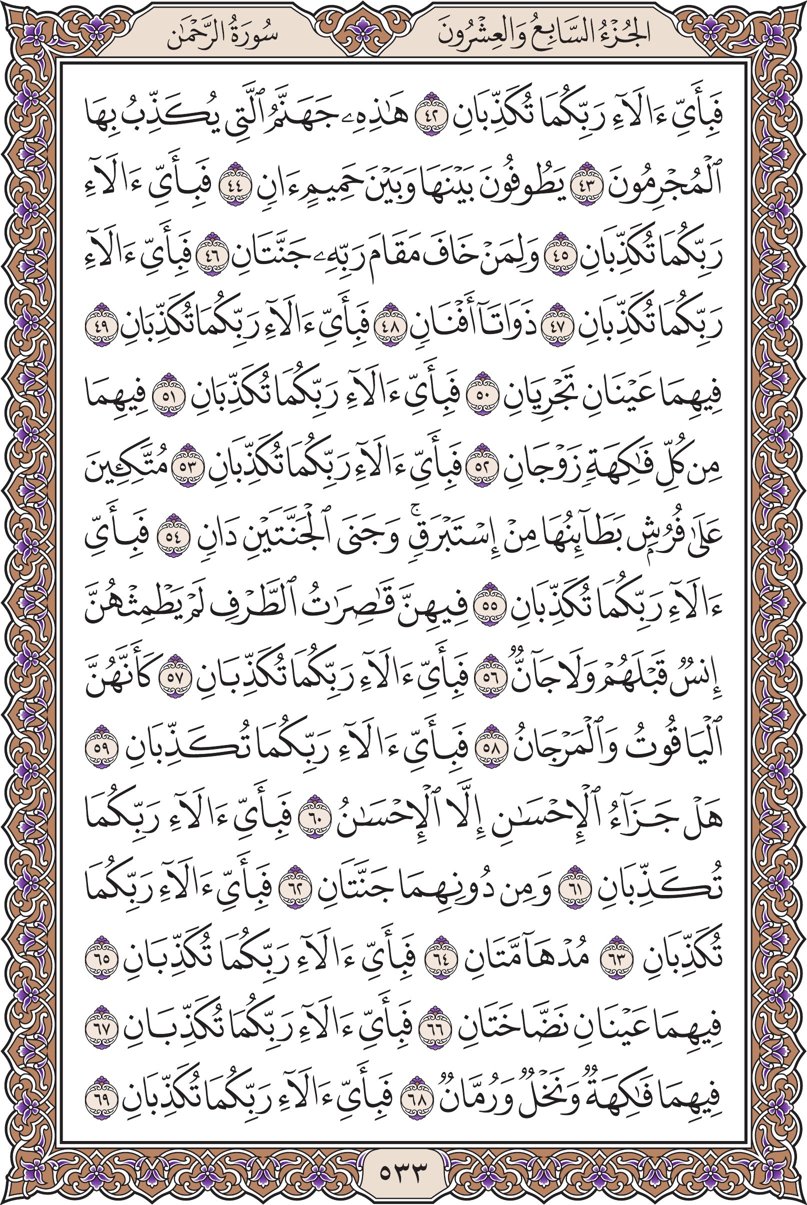 الجُزْءُ السَّابِعُ وَالعِشْرُونَ
سُورَةُ الرَّحْمَٰن
فَبِأَيِّ ءَالَآءِ رَبِّكُمَا تُكَذِّبَانِ ٤٢ هَٰذِهِۦ جَهَنَّمُ ٱلَّتِي يُكَذِّبُ بِهَا
ٱلْمُجْرِمُونَ ٤٣ يَطُوفُونَ بَيْنَهَا وَبَيْنَ حَمِيمٍ ءَانٍ ٤٤ فَبِأَيِّ ءَالَآءِ
رَبِّكُمَا تُكَذِّبَانِ ٤٥ وَلِمَنْ خَافَ مَقَامَ رَبِّهِۦ جَنَّتَانِ ٤٦ فَبِأَيِّ ءَالَآءِ
رَبِّكُمَا تُكَذِّبَانِ ٤٧ ذَوَاتَآ أَفْنَانٍ ٤٨ فَبِأَيِّ ءَالَآءِ رَبِّكُمَا تُكَذِّبَانِ ٤٩
فِيهِمَا عَيْنَانِ تَجْرِيَانِ ٥٠ فَبِأَيِّ ءَالَآءِ رَبِّكُمَا تُكَذِّبَانِ ٥١ فِيهِمَا
مِن كُلِّ فَٰكِهَةٍ زَوْجَانِ ٥٢ فَبِأَيِّ ءَالَآءِ رَبِّكُمَا تُكَذِّبَانِ ٥٣ مُتَّكِـِٔينَ
عَلَىٰ فُرُشٍۭ بَطَآئِنُهَا مِنْ إِسْتَبْرَقٍۚ وَجَنَى ٱلْجَنَّتَيْنِ دَانٍ ٥٤ فَبِأَيِّ
ءَالَآءِ رَبِّكُمَا تُكَذِّبَانِ ٥٥ فِيهِنَّ قَٰصِرَٰتُ ٱلطَّرْفِ لَمْ يَطْمِثْهُنَّ
إِنسٌ قَبْلَهُمْ وَلَا جَآنٌّ ٥٦ فَبِأَيِّ ءَالَآءِ رَبِّكُمَا تُكَذِّبَانِ ٥٧ كَأَنَّهُنَّ
ٱلْيَاقُوتُ وَٱلْمَرْجَانُ ٥٨ فَبِأَيِّ ءَالَآءِ رَبِّكُمَا تُكَذِّبَانِ ٥٩
هَلْ جَزَآءُ ٱلْإِحْسَٰنِ إِلَّا ٱلْإِحْسَٰنُ ٦٠ فَبِأَيِّ ءَالَآءِ رَبِّكُمَا
تُكَذِّبَانِ ٦١ وَمِن دُونِهِمَا جَنَّتَانِ ٦٢ فَبِأَيِّ ءَالَآءِ رَبِّكُمَا
تُكَذِّبَانِ ٦٣ مُدْهَآمَّتَانِ ٦٤ فَبِأَيِّ ءَالَآءِ رَبِّكُمَا تُكَذِّبَانِ ٦٥
فِيهِمَا عَيْنَانِ نَضَّاخَتَانِ ٦٦ فَبِأَيِّ ءَالَآءِ رَبِّكُمَا تُكَذِّبَانِ ٦٧
فِيهِمَا فَٰكِهَةٌ وَنَخْلٌ وَرُمَّانٌ ٦٨ فَبِأَيِّ ءَالَآءِ رَبِّكُمَا تُكَذِّبَانِ ٦٩
٥٣٣